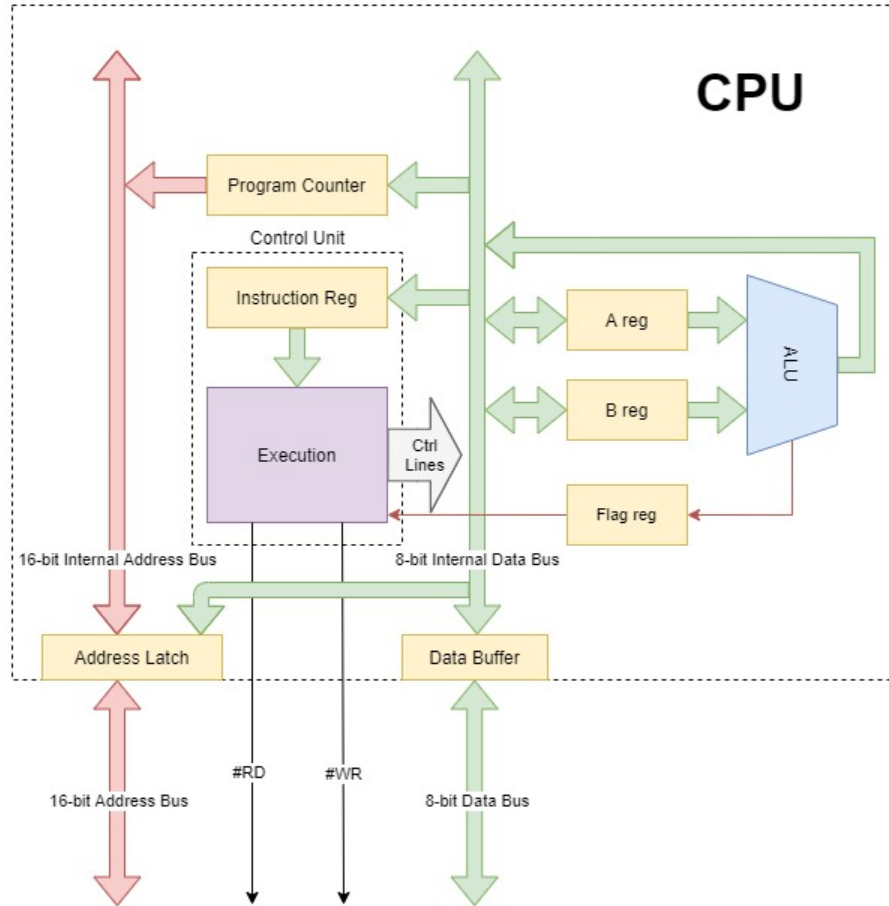 CPU
Program Counter
Control Unit
Instruction Reg
A reg
ALU
B reg
Execution
Ctrl
Lines
Flag reg
16-bit Internal Address Bus
8-bit Internal Data Bus
Address Latch
Data Buffer
#RD
#WR
16-bit Address Bus
8-bit Data Bus